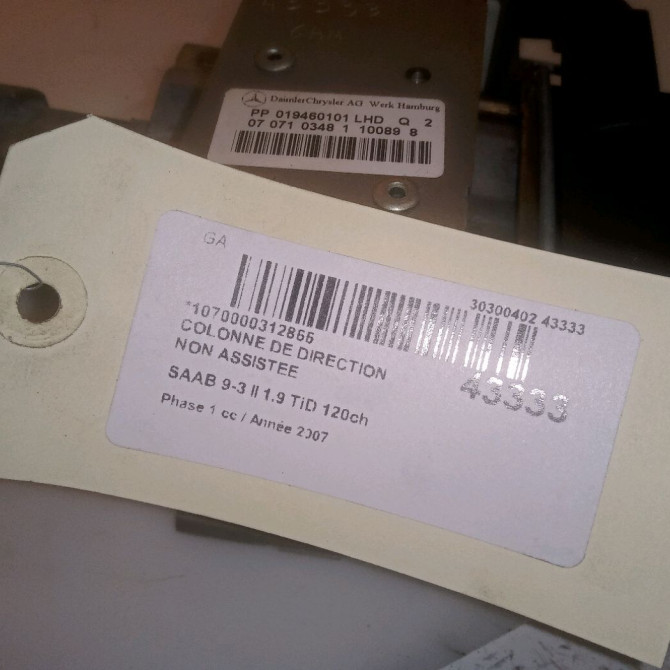 DaimlerChrysler AG Werk Hamburg
PP 019460101 LHD Q 2
07 071 0348 1 10089 8
GA
30300402 43333
*1070000312866
COLONNE DE DIRECTION
NON ASSISTEE
43333
SAAB 9-3 II 1.9 TiD 120ch
Phase 1 cc / Année 2007